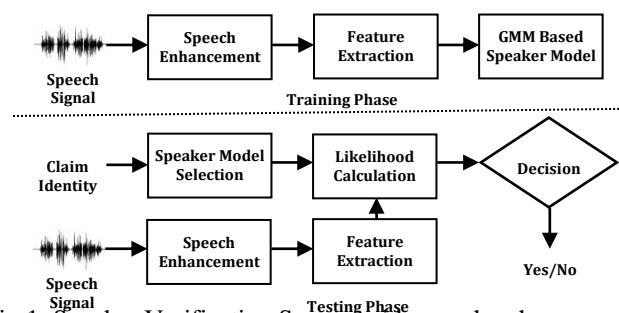 Speech
Enhancement
Feature
Extraction
GMM Based
Speaker Model
Speech
Signal
Training Phase
Claim
Identity
Speaker Model
Selection
Likelihood
Calculation
Decision
Speech
Enhancement
Feature
Extraction
Yes/No
Speech
Signal
Testing Phase